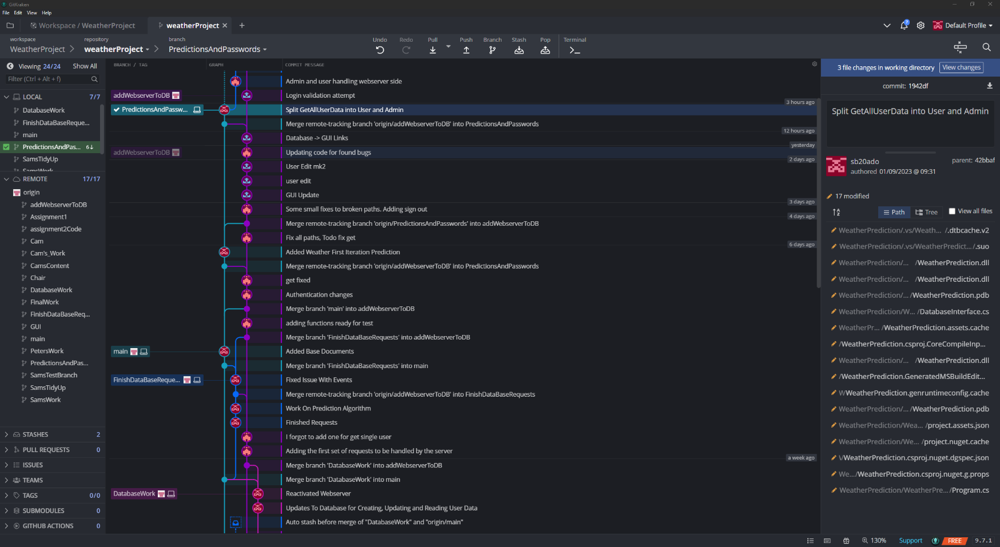 GitKraken
File Edit View Help
Workspace / WeatherProject
weatherProject
7
Default Profile
workspace
WeatherProject
repository
weatherProject
branch
PredictionsAndPasswords
Undo
Redo
Pull
Push
Branch
Stash
Pop
Terminal
Viewing 24/24
Show All
Filter (Ctrl + Alt + f)
LOCAL 7/7
DatabaseWork
FinishDataBaseReque...
main
PredictionsAndPas... 6↓
SamsTidyUp
SamsWork
REMOTE 17/17
origin
addWebserverToDB
Assignment1
assignment2Code
Cam
Cam's_Work
CamsContent
Chair
DatabaseWork
FinalWork
FinishDataBaseReq...
GUI
main
PetersWork
PredictionsAndPas...
SamsTestBranch
SamsTidyUp
SamsWork
STASHES 2
PULL REQUESTS 0
ISSUES
TEAMS
TAGS 0/0
SUBMODULES 0
GITHUB ACTIONS 0
BRANCH / TAG
GRAPH
COMMIT MESSAGE
Admin and user handling webserver side
addWebserverToDB
Login validation attempt
3 hours ago
PredictionsAndPassw...
Split GetAllUserData into User and Admin
Merge remote-tracking branch 'origin/addWebserverToDB' into PredictionsAndPasswords
12 hours ago
Database -> GUI Links
yesterday
addWebserverToDB
Updating code for found bugs
2 days ago
User Edit mk2
user edit
GUI Update
3 days ago
Some small fixes to broken paths. Adding sign out
4 days ago
Merge remote-tracking branch 'origin/PredictionsAndPasswords' into addWebserverToDB
Fix all paths, Todo fix get
6 days ago
Added Weather First Iteration Prediction
Merge remote-tracking branch 'origin/addWebserverToDB' into PredictionsAndPasswords
get fixed
Authentication changes
Merge branch 'main' into addWebserverToDB
adding functions ready for test
Merge branch 'FinishDataBaseRequests' into addWebserverToDB
main
Added Base Documents
Merge branch 'FinishDataBaseRequests' into main
FinishDataBaseReque...
Fixed Issue With Events
Merge remote-tracking branch 'origin/addWebserverToDB' into FinishDataBaseRequests
Work On Prediction Algorithm
Finished Requests
I forgot to add one for get single user
Adding the first set of requests to be handled by the server
a week ago
Merge branch 'DatabaseWork' into addWebserverToDB
Merge branch 'DatabaseWork' into main
DatabaseWork
Reactivated Webserver
Updates To Database for Creating, Updating and Reading User Data
Auto stash before merge of "DatabaseWork" and "origin/main"
3 file changes in working directory
View changes
commit: 1942df
Split GetAllUserData into User and Admin
sb20ado
authored 01/09/2023 @ 09:31
parent: 42bbaf
17 modified
Path
Tree
View all files
WeatherPrediction/.vs/Weath... /.dtbcache.v2
WeatherPrediction/.vs/WeatherPredict... /.suo
WeatherPrediction/... /WeatherPrediction.dll
WeatherPrediction/... /WeatherPrediction.dll
WeatherPrediction/... /WeatherPrediction.pdb
WeatherPrediction/W... /DatabaseInterface.cs
WeatherPr... /WeatherPrediction.assets.cache
/WeatherPrediction.csproj.CoreCompileInp...
WeatherPrediction/... /WeatherPrediction.dll
/WeatherPrediction.GeneratedMSBuildEdit...
WWeatherPrediction.genruntimeconfig.cache
WeatherPrediction/... /WeatherPrediction.pdb
WeatherPrediction/Wea... /project.assets.json
WeatherPrediction/We... /project.nuget.cache
\/WeatherPrediction.csproj.nuget.dgspec.json
We.../WeatherPrediction.csproj.nuget.g.props
WeatherPrediction/WeatherPre... /Program.cs
130%
Support
FREE
9.7.1